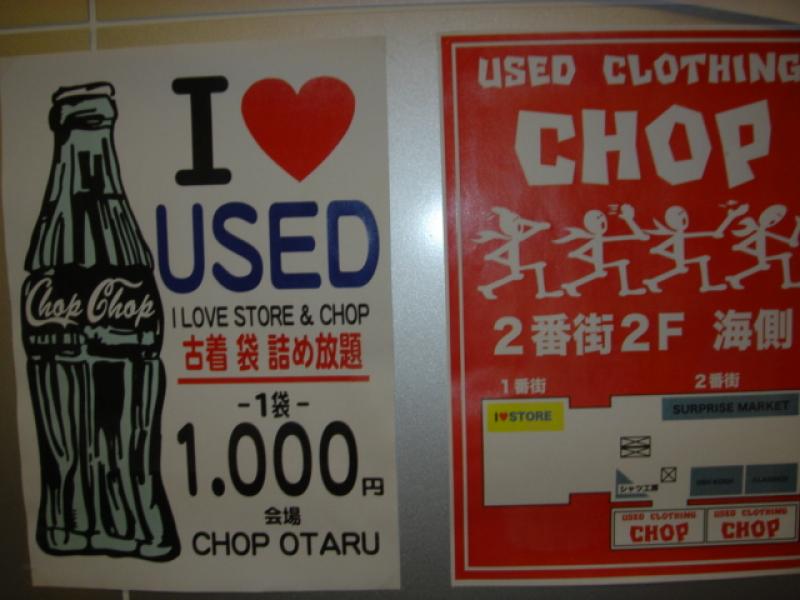 I ♥
USED
Chop Chop
I LOVE STORE & CHOP
古着 袋 詰め放題
-1袋-
1.000円
会場
CHOP OTARU
USED CLOTHING
CHOP
2番街2F 海側
1番街
2番街
I♥STORE
SURPRISE MARKET
シャツ工房
USED CLOTHING
CHOP
USED CLOTHING
CHOP